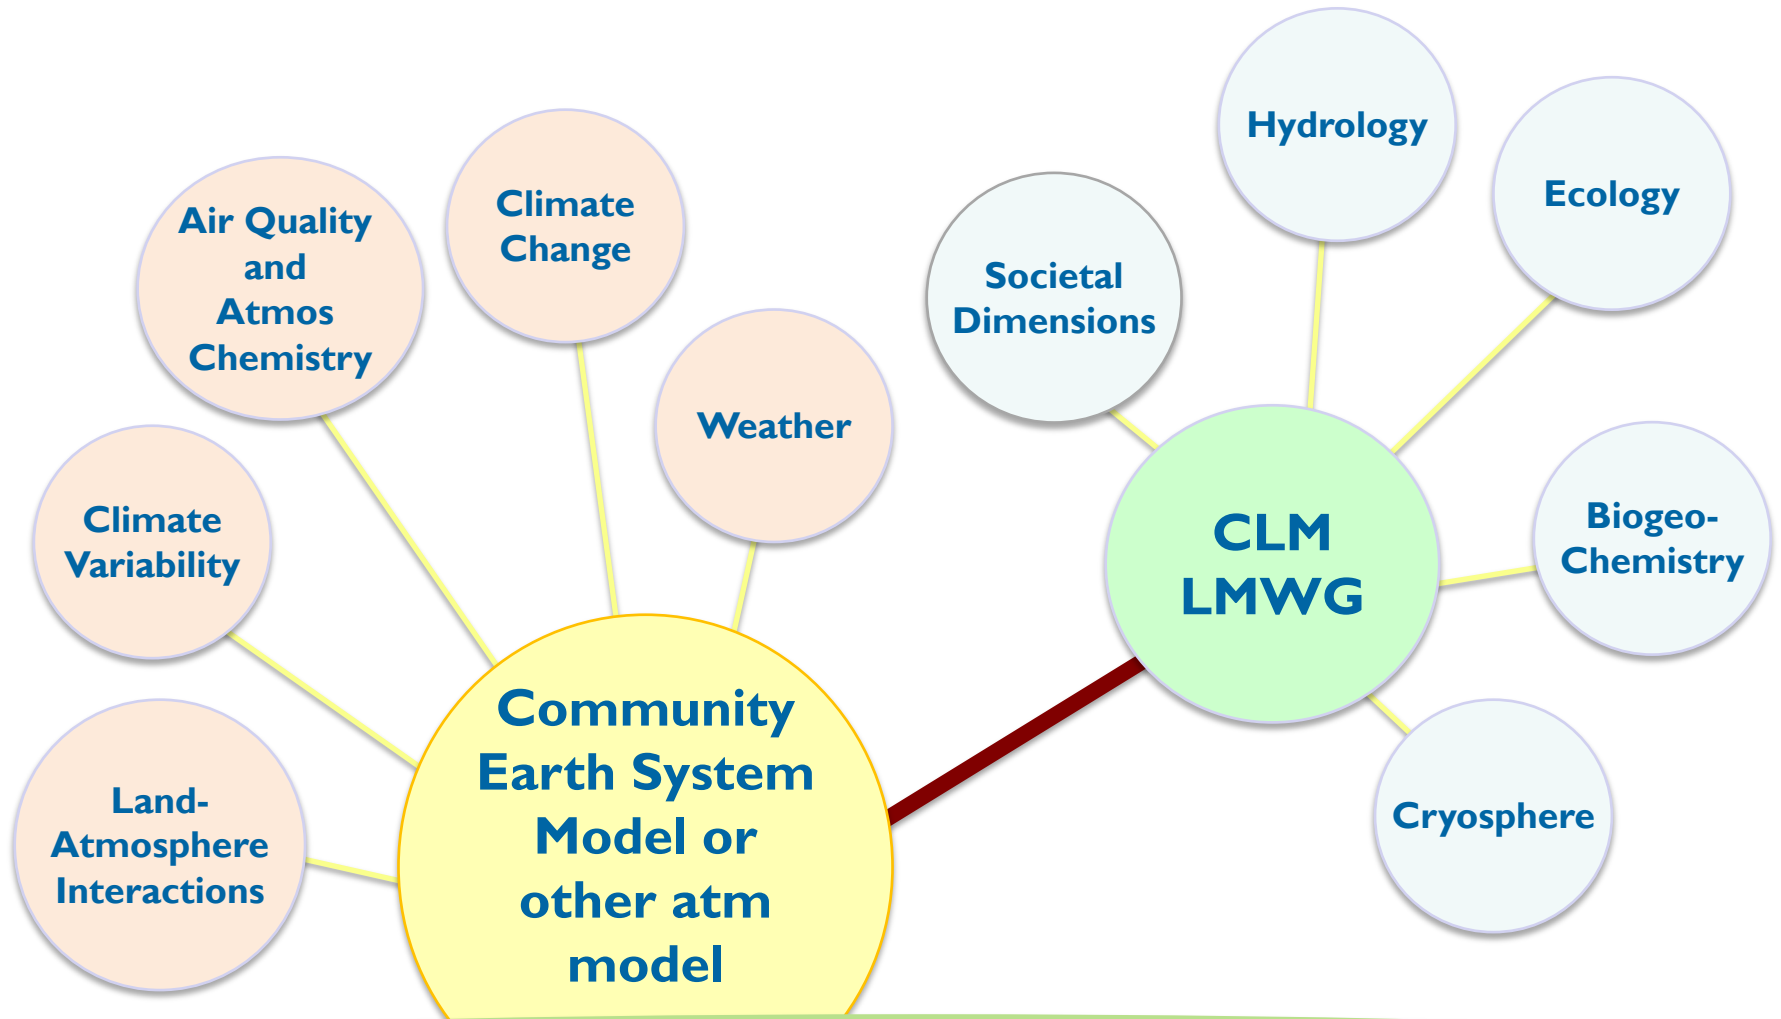 Hydrology
Ecology
Climate
Change
Air Quality
and
Atmos
Chemistry
Societal
Dimensions
Weather
Climate
Variability
CLM
LMWG
Biogeo-
Chemistry
Community
Earth System
Model or
other atm
model
Land-
Atmosphere
Interactions
Cryosphere